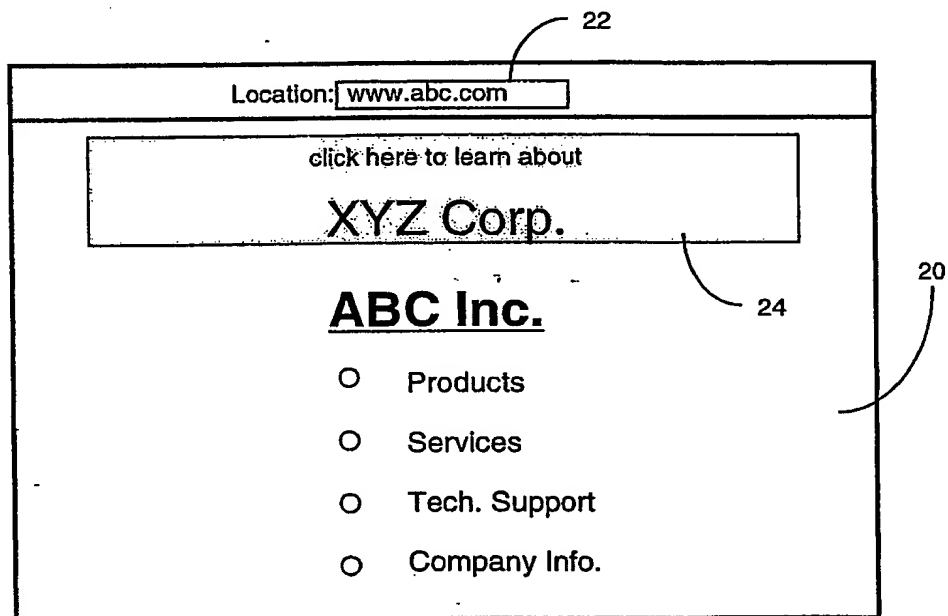 22
Location: www.abc.com
click here to learn about
XYZ Corp.
20
24
ABC Inc.
O Products
O Services
O Tech. Support
O Company Info.